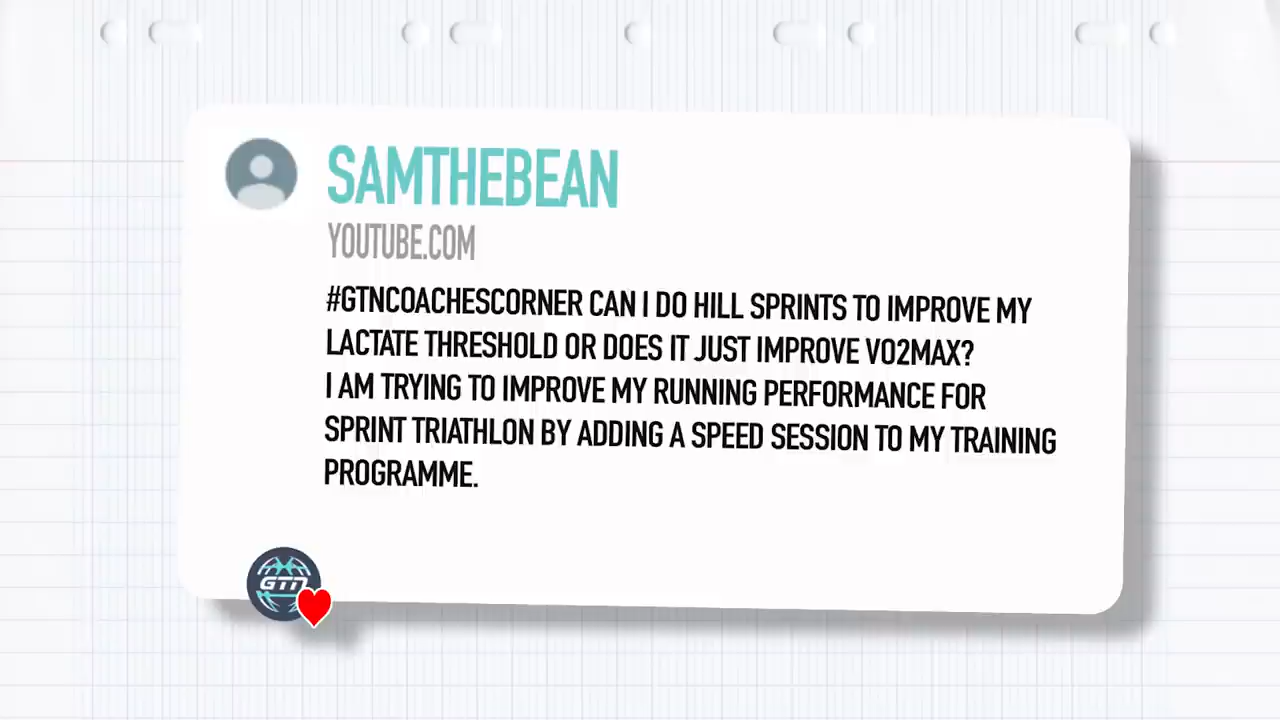 SAMTHEBEAN
YOUTUBE.COM
#GTNCOACHESCORNER CAN I DO HILL SPRINTS TO IMPROVE MY
LACTATE THRESHOLD OR DOES IT JUST IMPROVE VO2MAX?
I AM TRYING TO IMPROVE MY RUNNING PERFORMANCE FOR
SPRINT TRIATHLON BY ADDING A SPEED SESSION TO MY TRAINING
PROGRAMME.
GTN